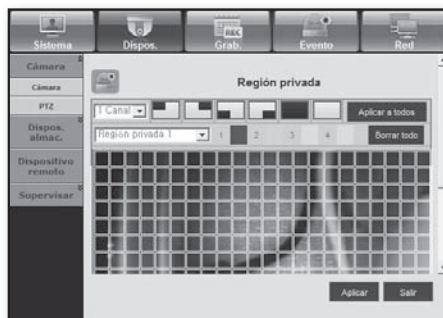 Sistema Dispos. Grab. Evento Red
REC
Cámara
Cámara
PTZ
Dispos. almac.
Dispositivo remoto
Supervisar
Región privada
1 Canal Aplicar a todos
Región privada 1 1 2 3 4 Borrar todo
Aplicar Salir